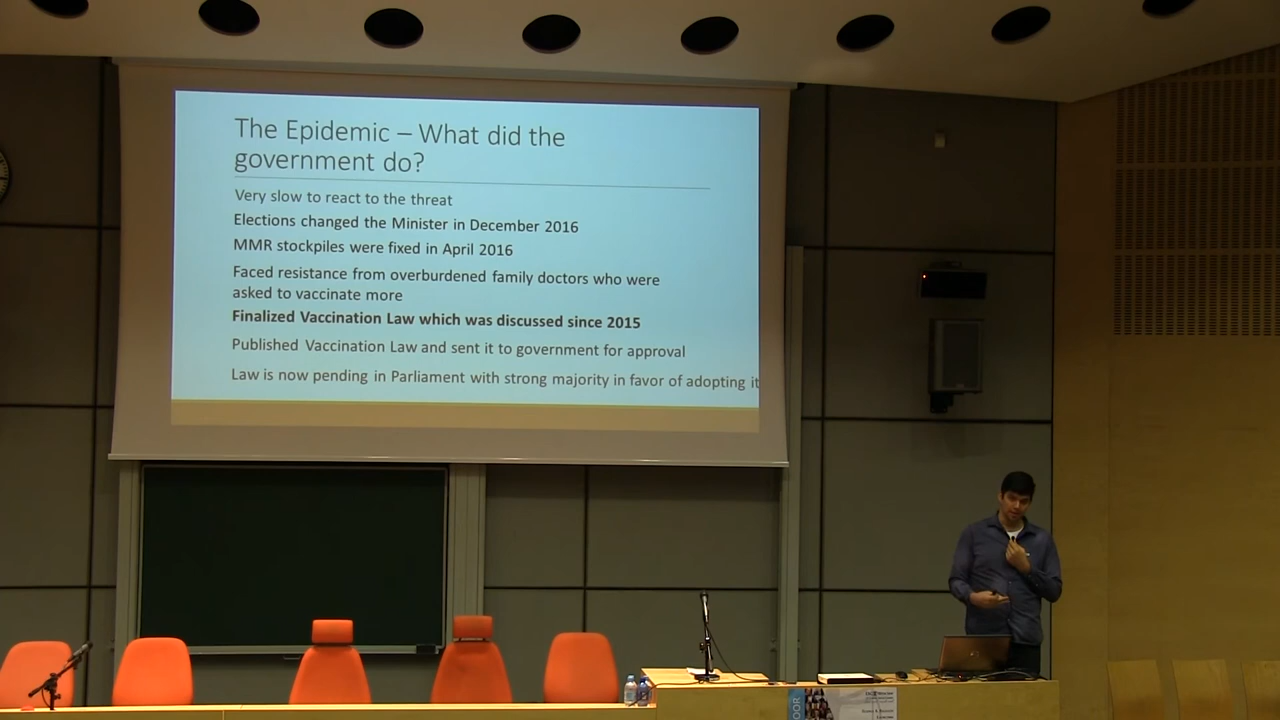 The Epidemic – What did the
government do?
Very slow to react to the threat
Elections changed the Minister in December 2016
MMR stockpiles were fixed in April 2016
Faced resistance from overburdened family doctors who were
asked to vaccinate more
Finalized Vaccination Law which was discussed since 2015
Published Vaccination Law and sent it to government for approval
Law is now pending in Parliament with strong majority in favor of adopting it